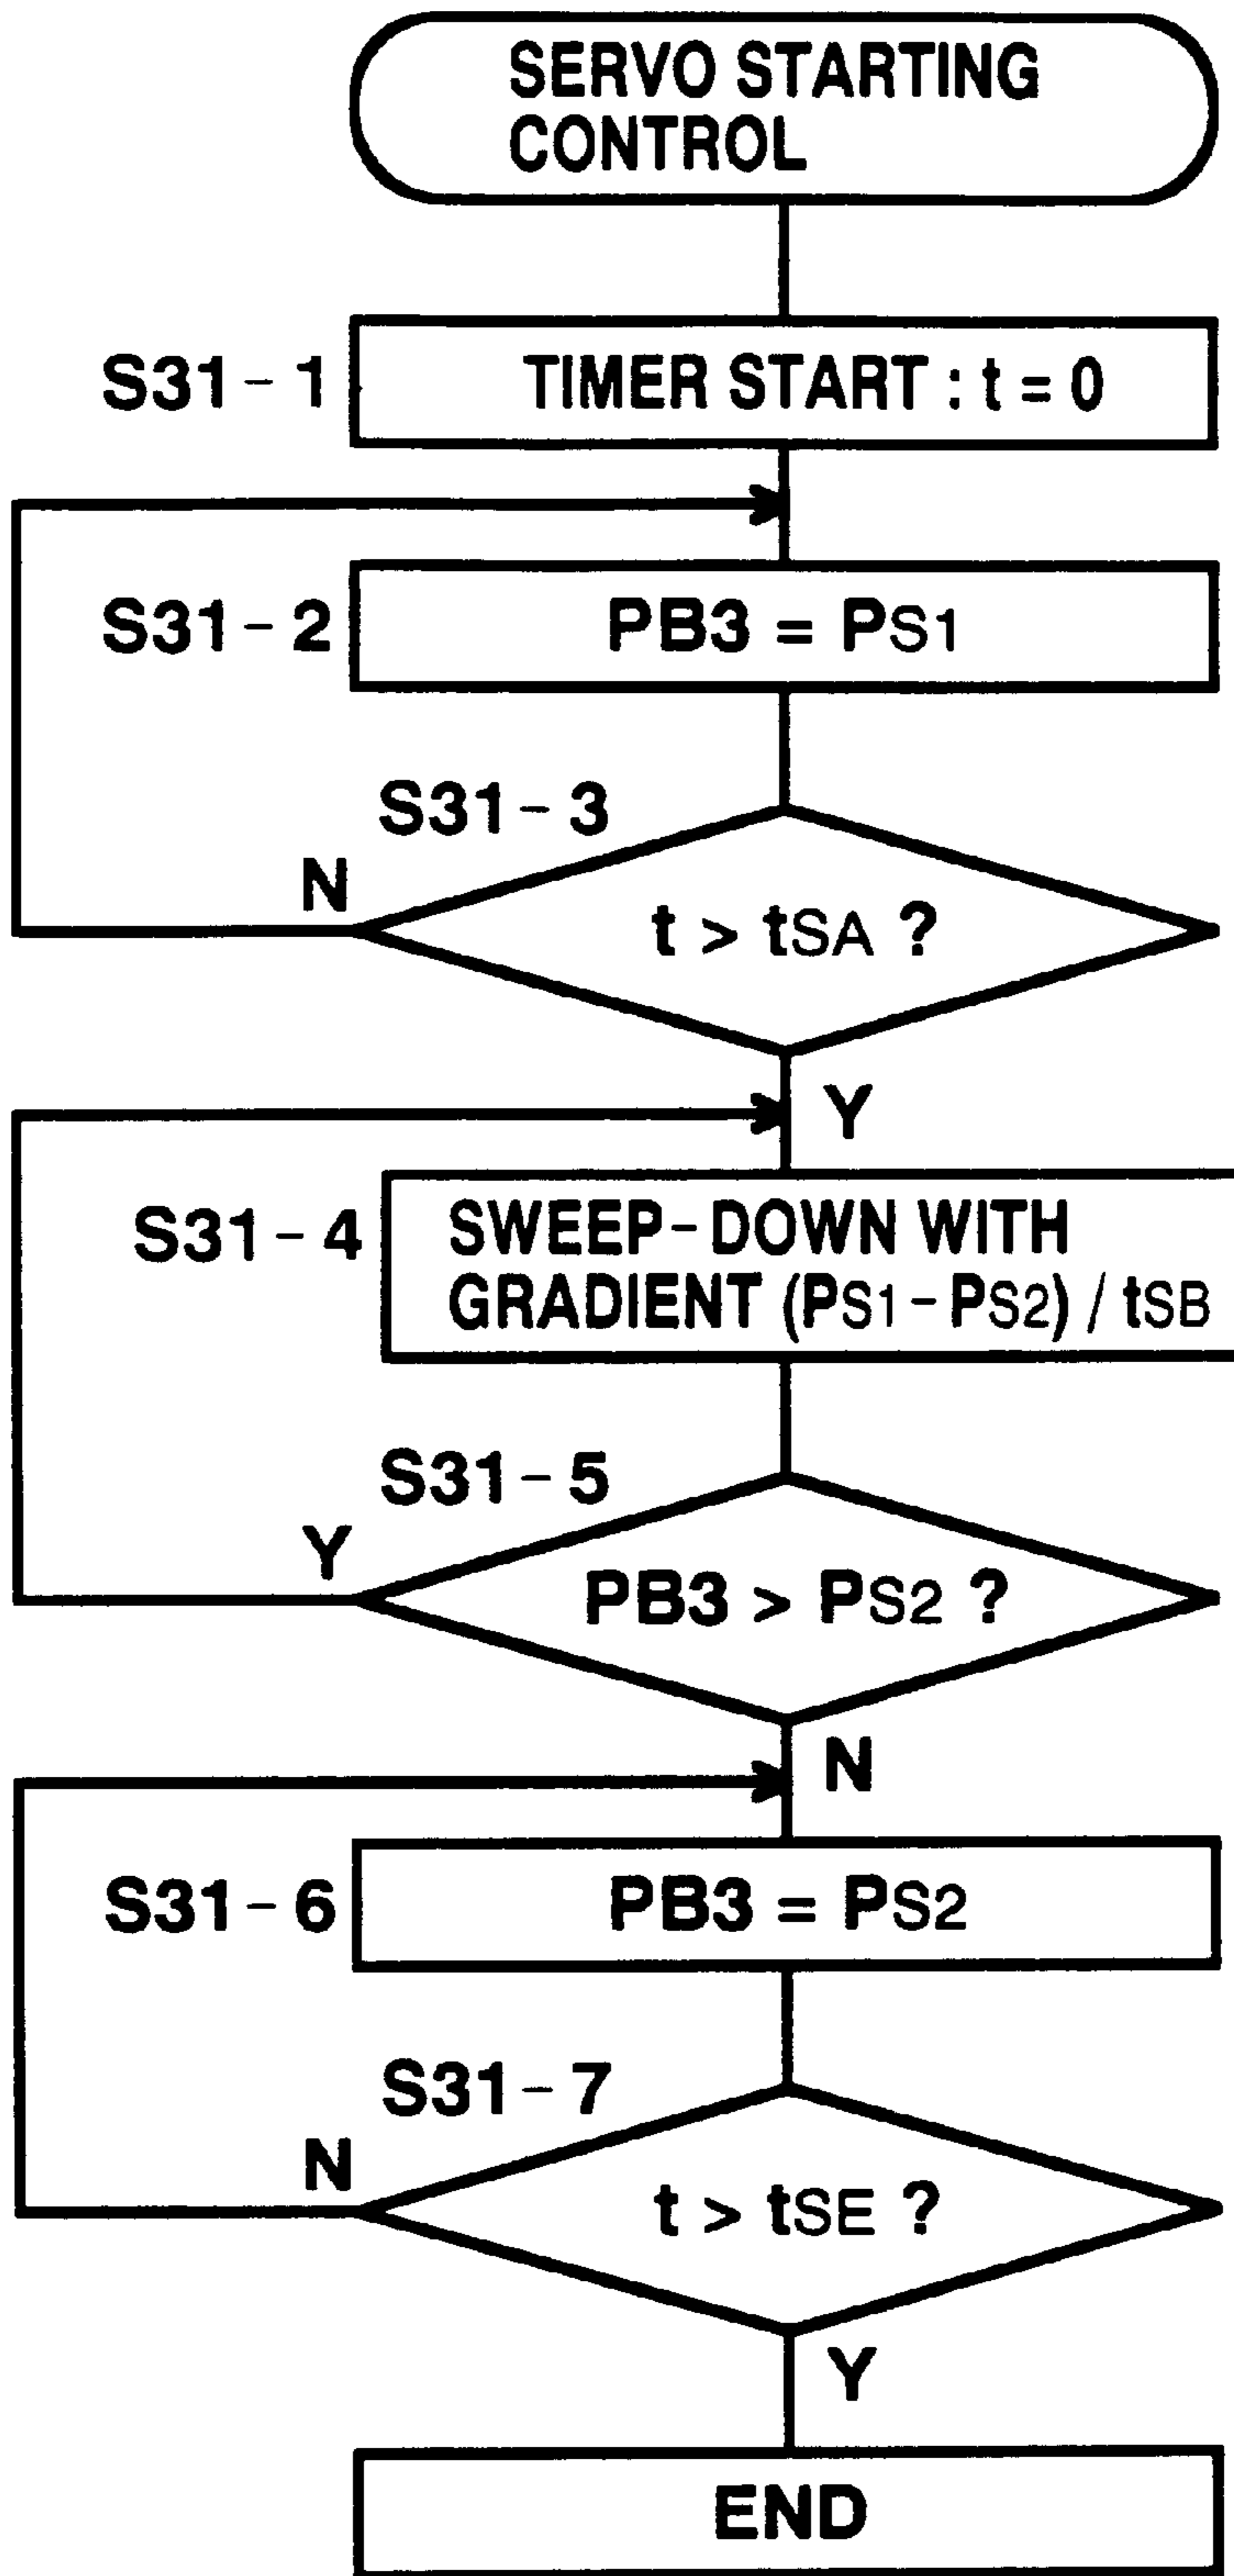 SERVO STARTING
CONTROL
S31-1
TIMER START : t = 0
S31-2
PB3 = PS1
S31-3
N
t > tSA ?
Y
S31-4
SWEEP-DOWN WITH
GRADIENT (PS1-PS2) / tSB
S31-5
Y
PB3 > PS2 ?
N
S31-6
PB3 = PS2
S31-7
N
t > tSE ?
Y
END